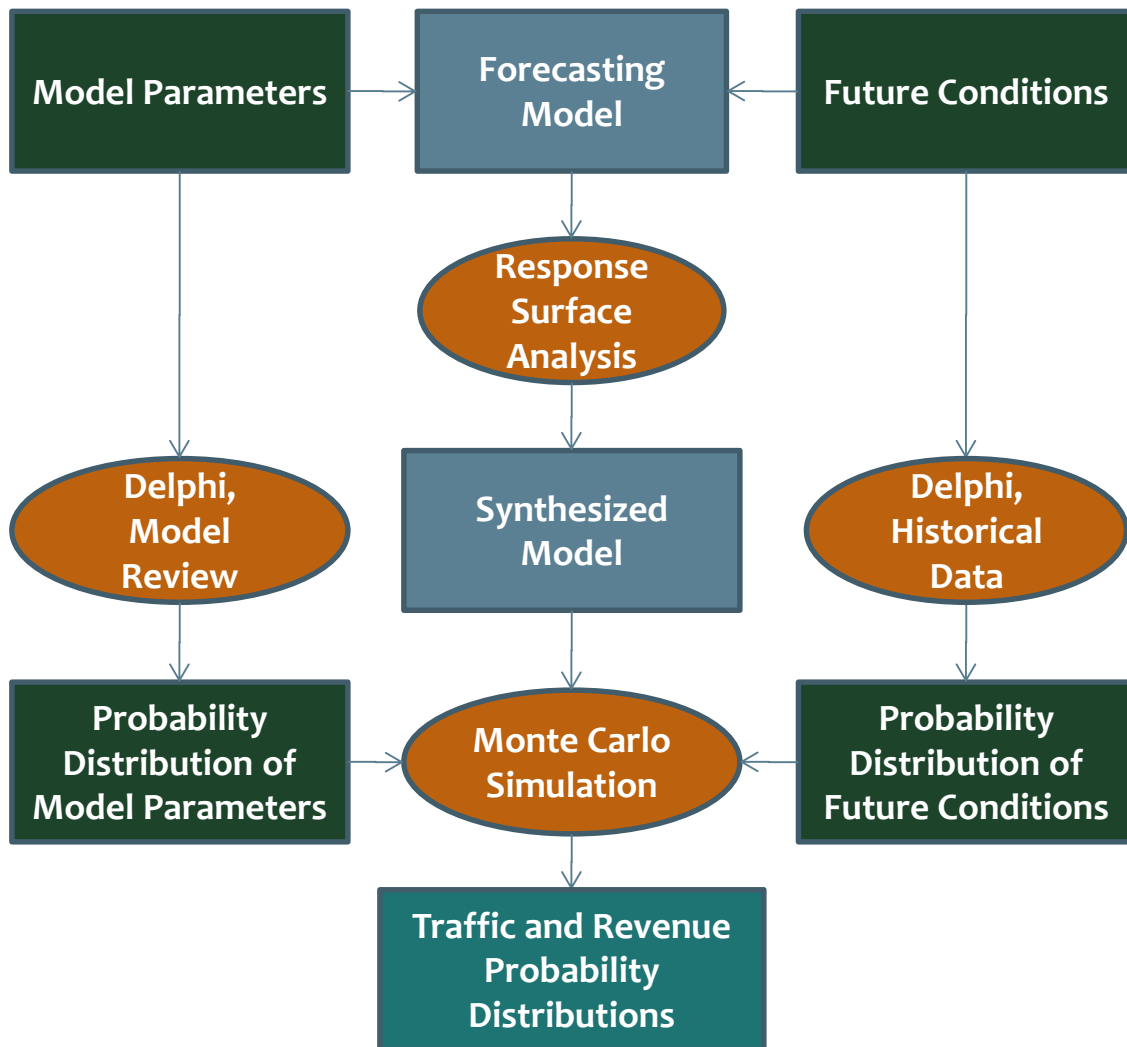 Model Parameters
Forecasting
Model
Future Conditions
Response
Surface
Analysis
Delphi,
Model
Review
Synthesized
Model
Delphi,
Historical
Data
Probability
Distribution of
Model Parameters
Monte Carlo
Simulation
Probability
Distribution of
Future Conditions
Traffic and Revenue
Probability
Distributions